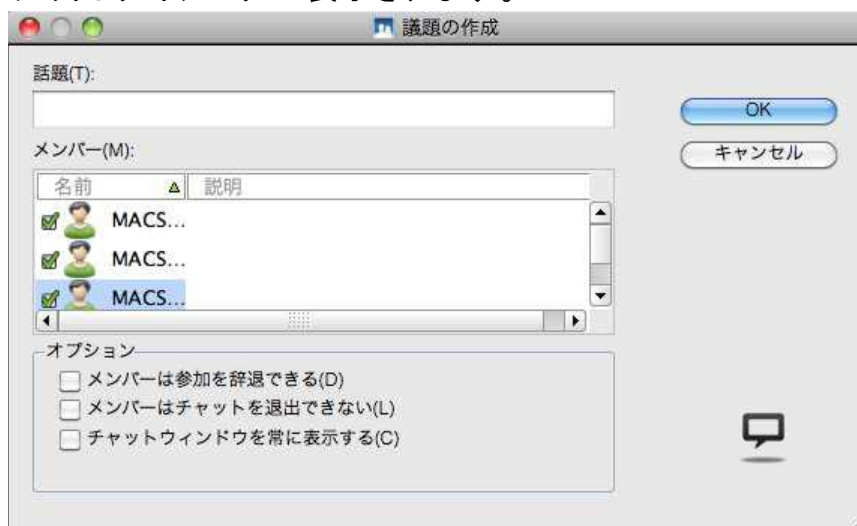 議題の作成
話題(T):
OK
メンバー(M):
キャンセル
名前 説明
MACS...
MACS...
MACS...
オプション
メンバーは参加を辞退できる(D)
メンバーはチャットを退出できない(L)
チャットウィンドウを常に表示する(C)